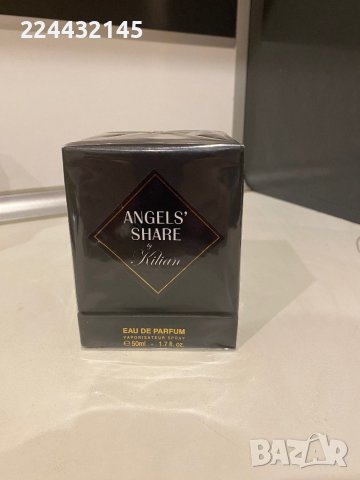 224432145
ANGELS'
SHARE
by
Kilian
EAU DE PARFUM
VAPORISATEUR SPRAY
℮ 50ml - 1.7 fl. oz.
BAZAR